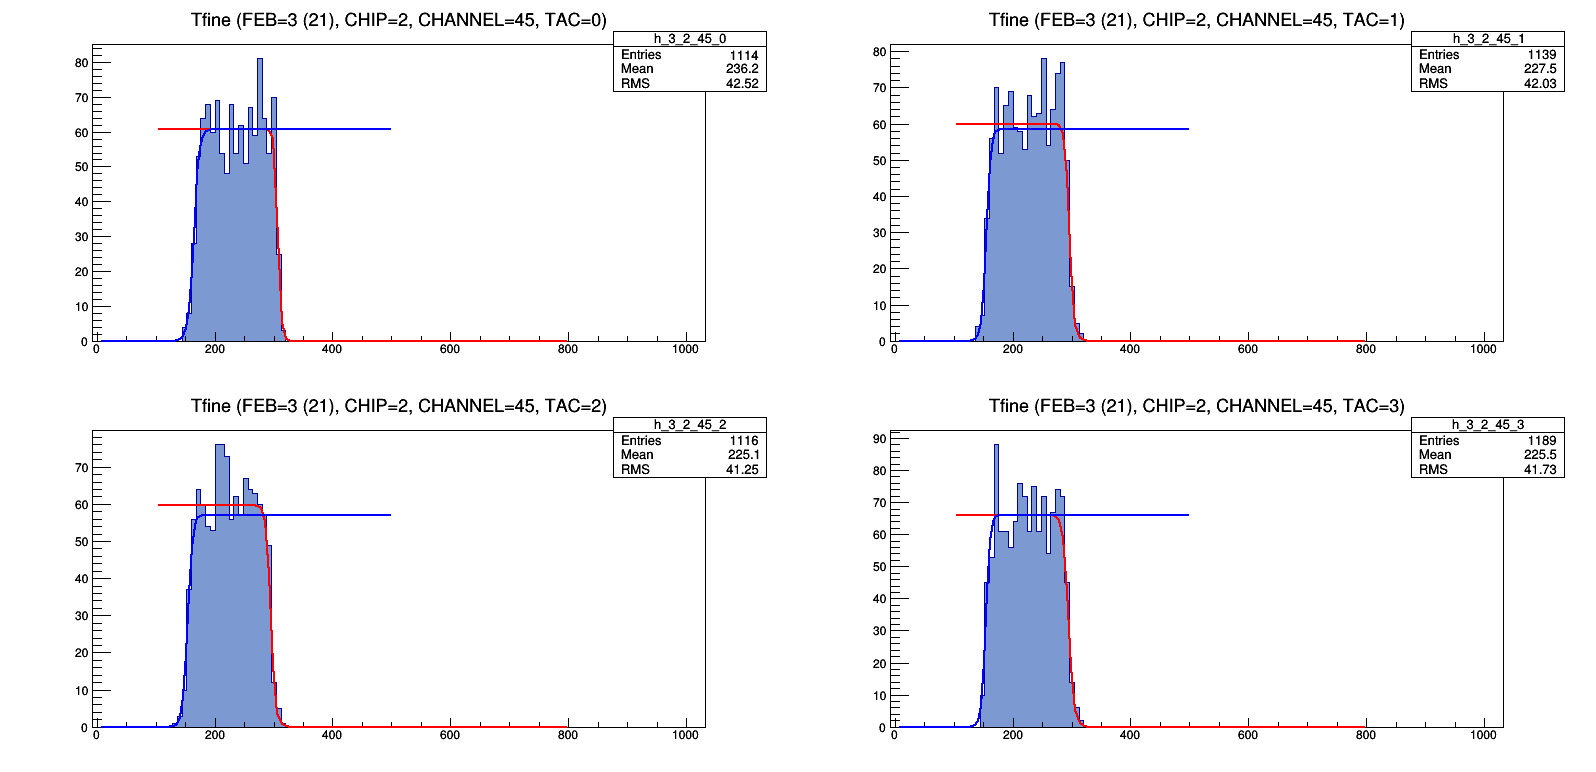 Tfine (FEB=3 (21), CHIP=2, CHANNEL=45, TAC=0)
h_3_2_45_0
Entries 1114
Mean 236.2
RMS 42.52
80
70
60
50
40
30
20
10
0
0 200 400 600 800 1000
Tfine (FEB=3 (21), CHIP=2, CHANNEL=45, TAC=1)
h_3_2_45_1
Entries 1139
Mean 227.5
RMS 42.03
80
70
60
50
40
30
20
10
0
0 200 400 600 800 1000
Tfine (FEB=3 (21), CHIP=2, CHANNEL=45, TAC=2)
h_3_2_45_2
Entries 1116
Mean 225.1
RMS 41.25
70
60
50
40
30
20
10
0
0 200 400 600 800 1000
Tfine (FEB=3 (21), CHIP=2, CHANNEL=45, TAC=3)
h_3_2_45_3
Entries 1189
Mean 225.5
RMS 41.73
90
80
70
60
50
40
30
20
10
0
0 200 400 600 800 1000